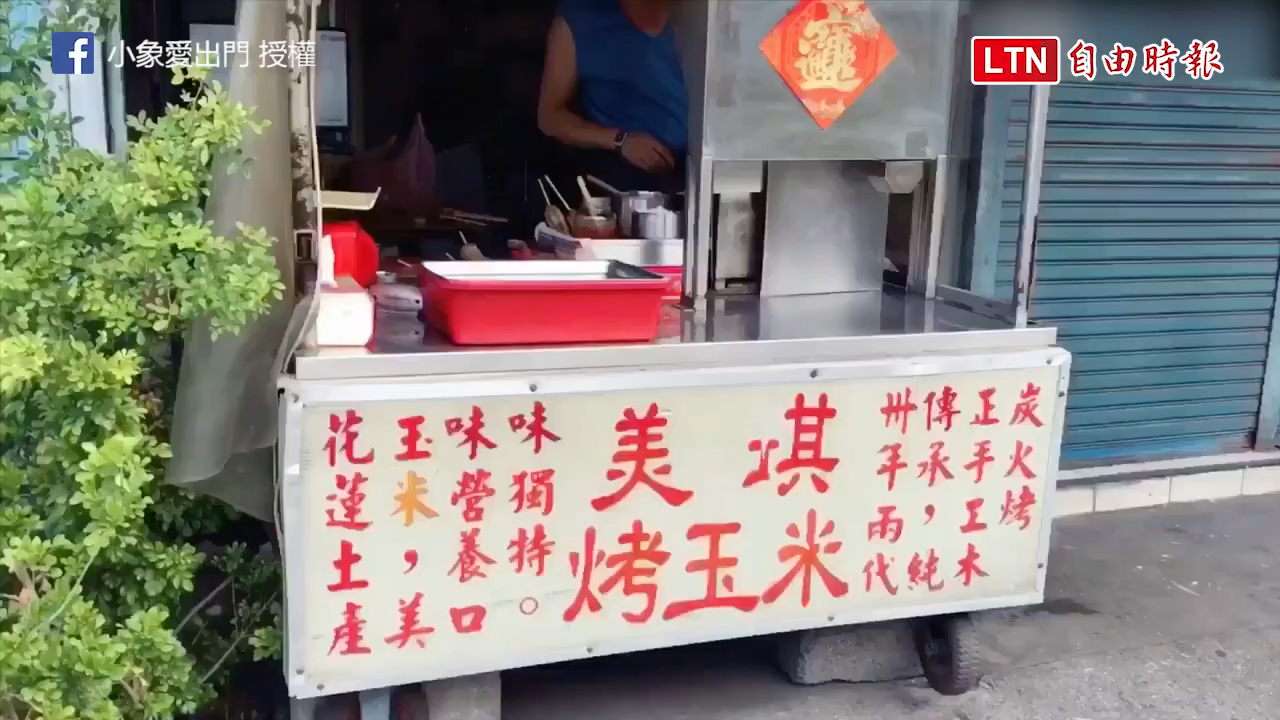 小象愛出門 授權
LTN 自由時報
花蓮土產
玉米，美
味營養口
味獨持。
美淇
烤玉米
卅年兩代
傳承，純
正手工木
炭火烤